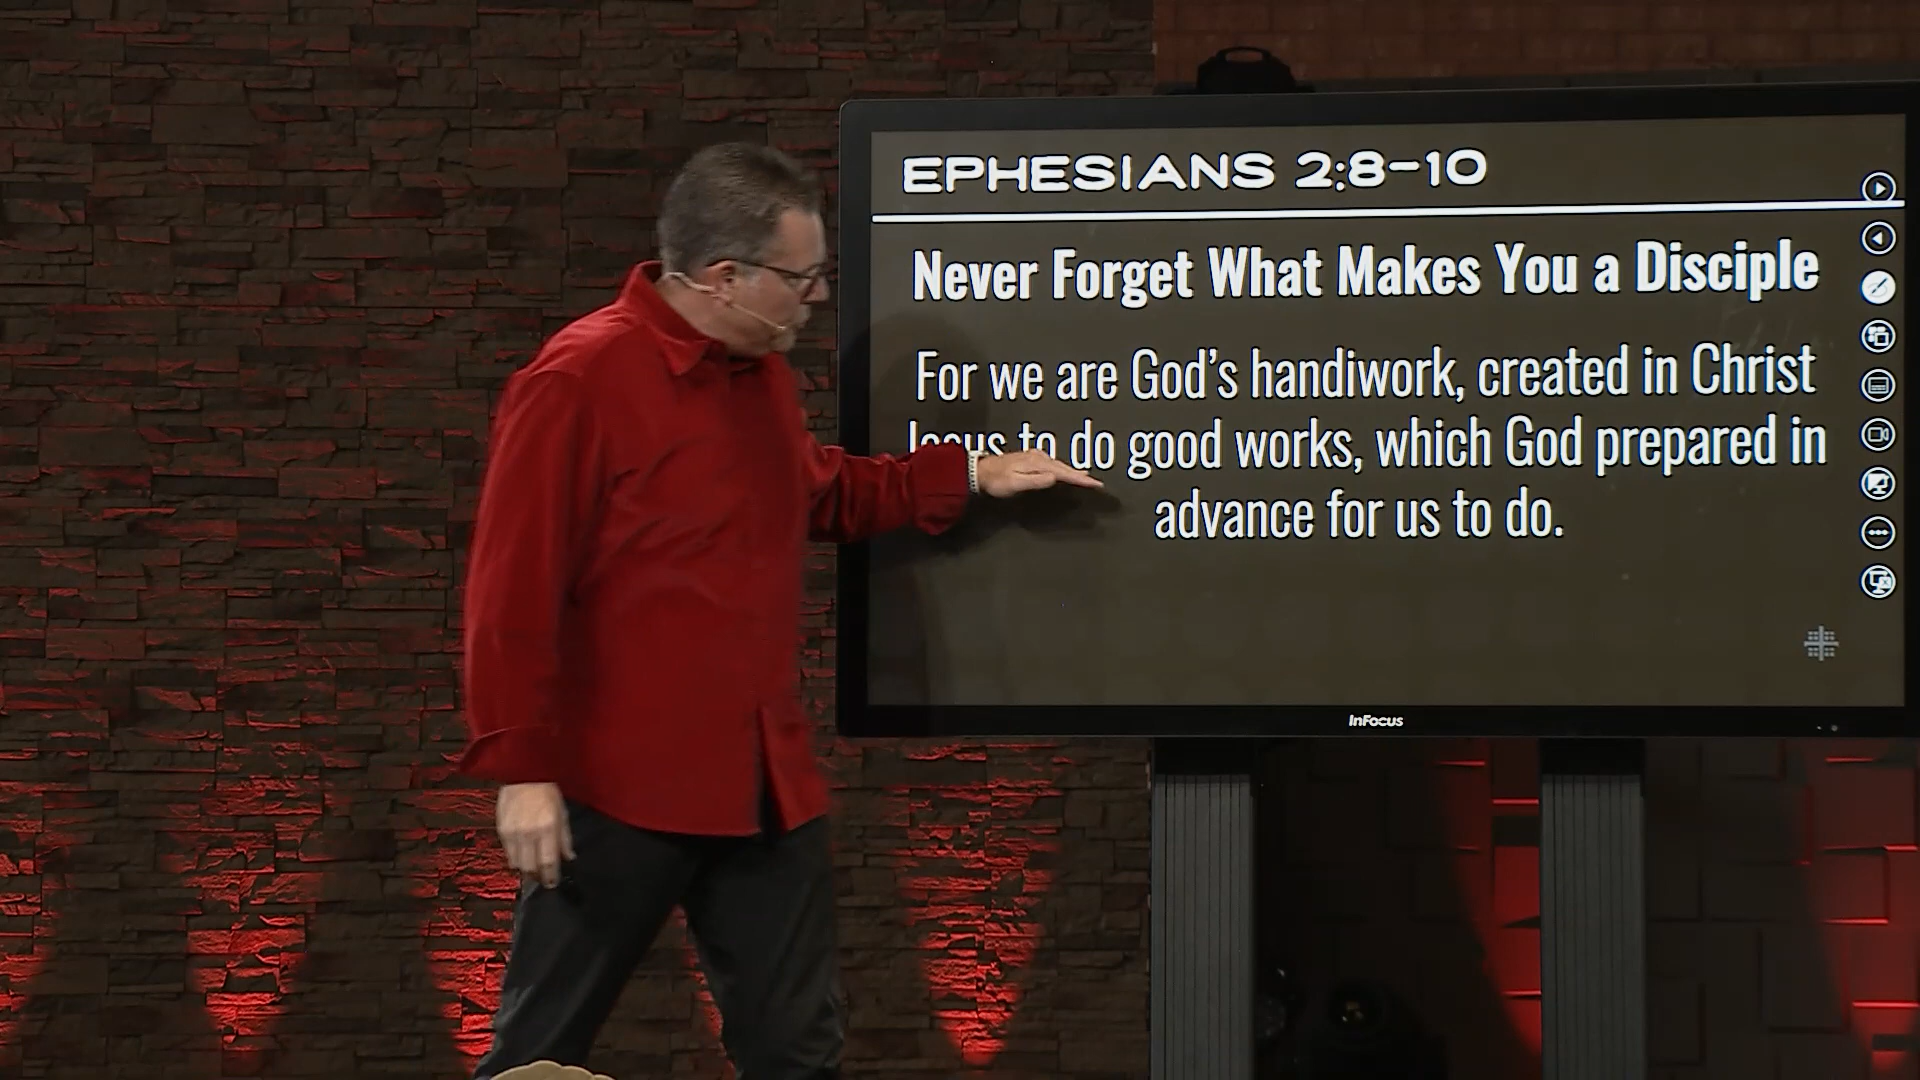 EPHESIANS 2:8-10
Never Forget What Makes You a Disciple
For we are God's handiwork, created in Christ
Jesus to do good works, which God prepared in
advance for us to do.
InFocus